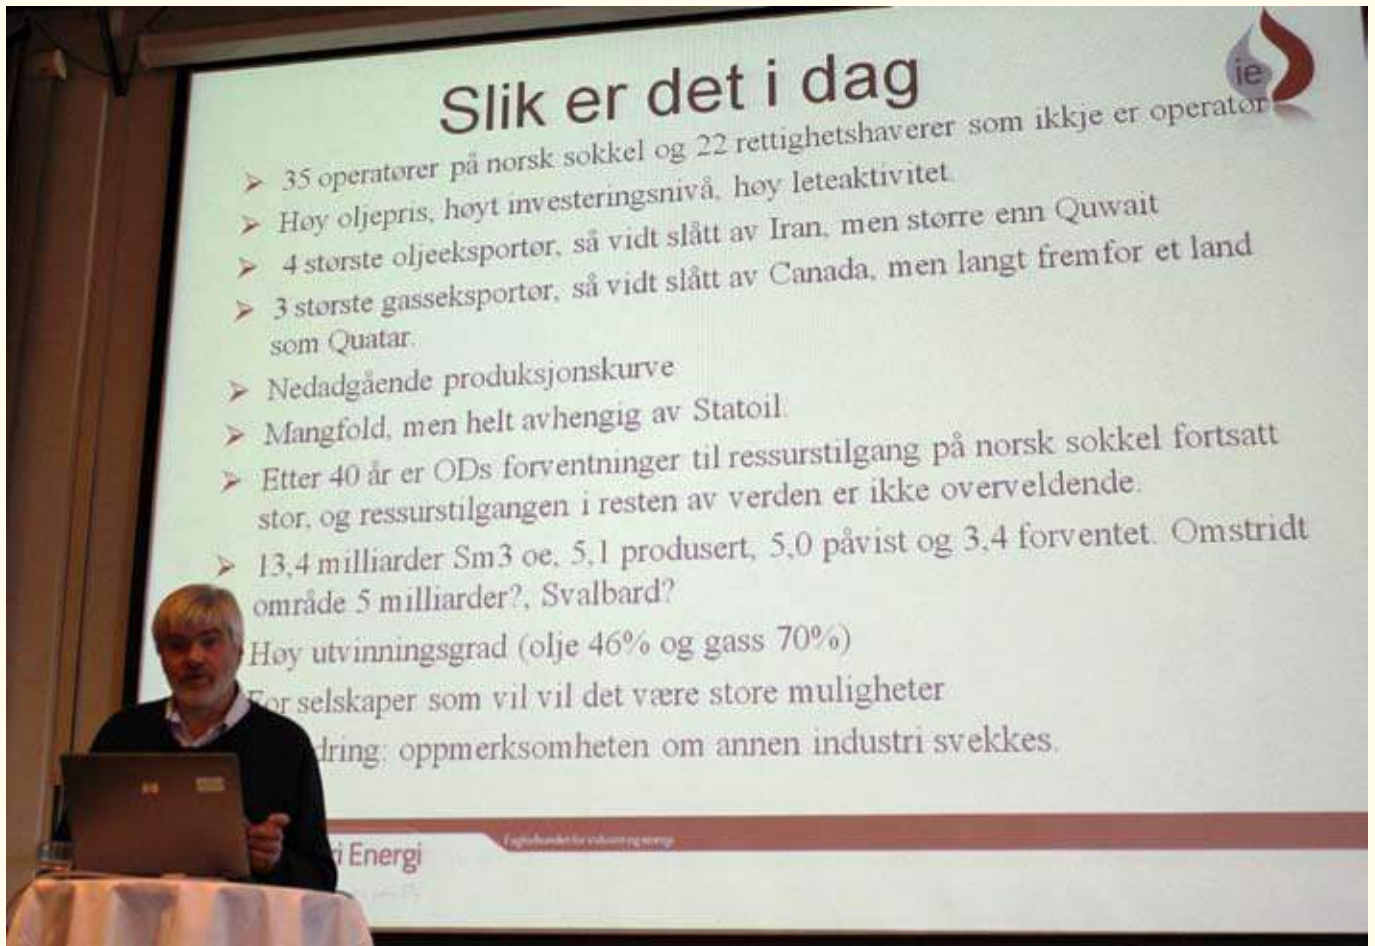 Slik er det i dag
ie
35 operatører på norsk sokkel og 22 rettighetshaverer som ikkje er operatør
Høy oljepris, høyt investeringsnivå, høy leteaktivitet.
4 største oljeeksportør, så vidt slått av Iran, men større enn Quwait
3 største gasseksportør, så vidt slått av Canada, men langt fremfor et land
som Quatar.
Nedadgående produksjonskurve
Mangfold, men helt avhengig av Statoil.
Etter 40 år er ODs forventninger til ressurstilgang på norsk sokkel fortsatt
stor, og ressurstilgangen i resten av verden er ikke overveldende.
13,4 milliarder Sm3 oe, 5,1 produsert, 5,0 påvist og 3,4 forventet. Omstridt
område 5 milliarder?, Svalbard?
Høy utvinningsgrad (olje 46% og gass 70%)
For selskaper som vil vil det være store muligheter
dring: oppmerksomheten om annen industri svekkes.
i Energi